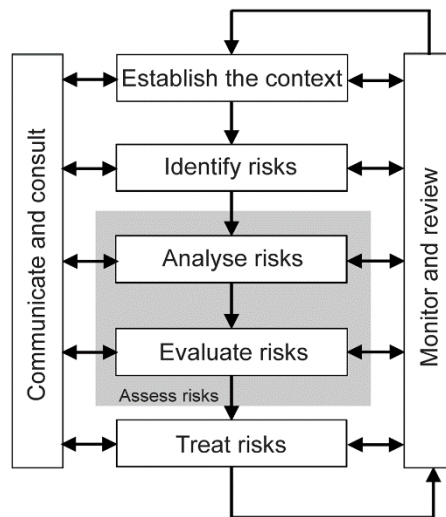 Establish the context
Identify risks
Analyse risks
Evaluate risks
Assess risks
Treat risks
Communicate and consult
Monitor and review